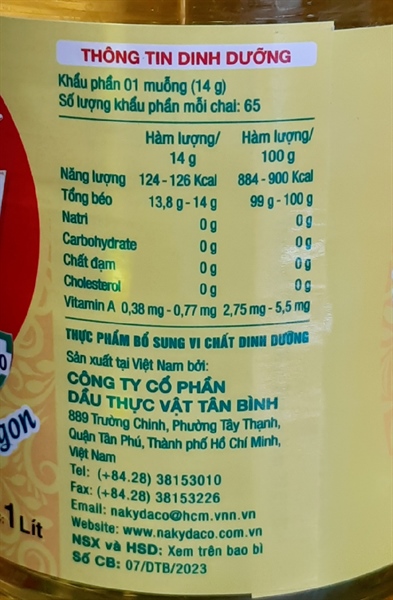 THÔNG TIN DINH DƯỠNG
Khẩu phần 01 muỗng (14 g)
Số lượng khẩu phần mỗi chai: 65
Hàm lượng/ Hàm lượng/
14 g 100 g
Năng lượng 124-126 Kcal 884-900 Kcal
Tổng béo 13,8 g-14 g 99 g-100 g
Natri 0 g 0 g
Carbohydrate 0 g 0 g
Chất đạm 0 g 0 g
Cholesterol 0 g 0 g
Vitamin A 0,38 mg-0,77 mg 2,75 mg-5,5 mg
THỰC PHẨM BỔ SUNG VI CHẤT DINH DƯỠNG
Sản xuất tại Việt Nam bởi:
CÔNG TY CỔ PHẦN
DẦU THỰC VẬT TÂN BÌNH
889 Trường Chinh, Phường Tây Thạnh,
Quận Tân Phú, Thành phố Hồ Chí Minh,
Việt Nam
Tel: (+84.28) 38153010
Fax: (+84.28) 38153226
Email: nakydaco@hcm.vnn.vn
Website: www.nakydaco.com.vn
NSX và HSD: Xem trên bao bì
Số CB: 07/DTB/2023
gon
1 Lít